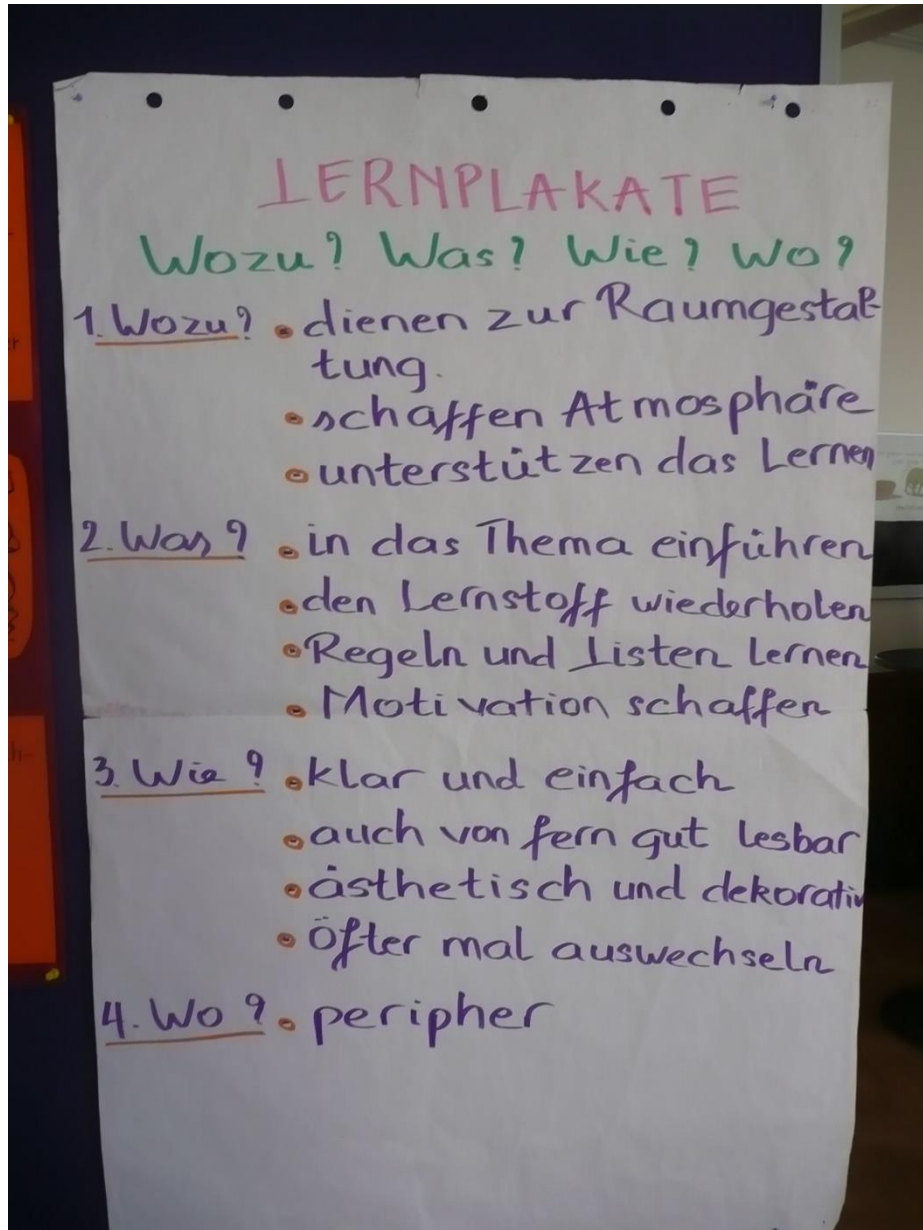 LERNPLAKATE
Wozu? Was? Wie? Wo?
1. Wozu? • dienen zur Raumgestal-
tung.
• schaffen Atmosphäre
• unterstützen das Lernen
2. Was? • in das Thema einführen
• den Lernstoff wiederholen
• Regeln und Listen lernen
• Motivation schaffen
3. Wie? • klar und einfach
• auch von fern gut lesbar
• ästhetisch und dekorativ
• öfter mal auswechseln
4. Wo? • peripher